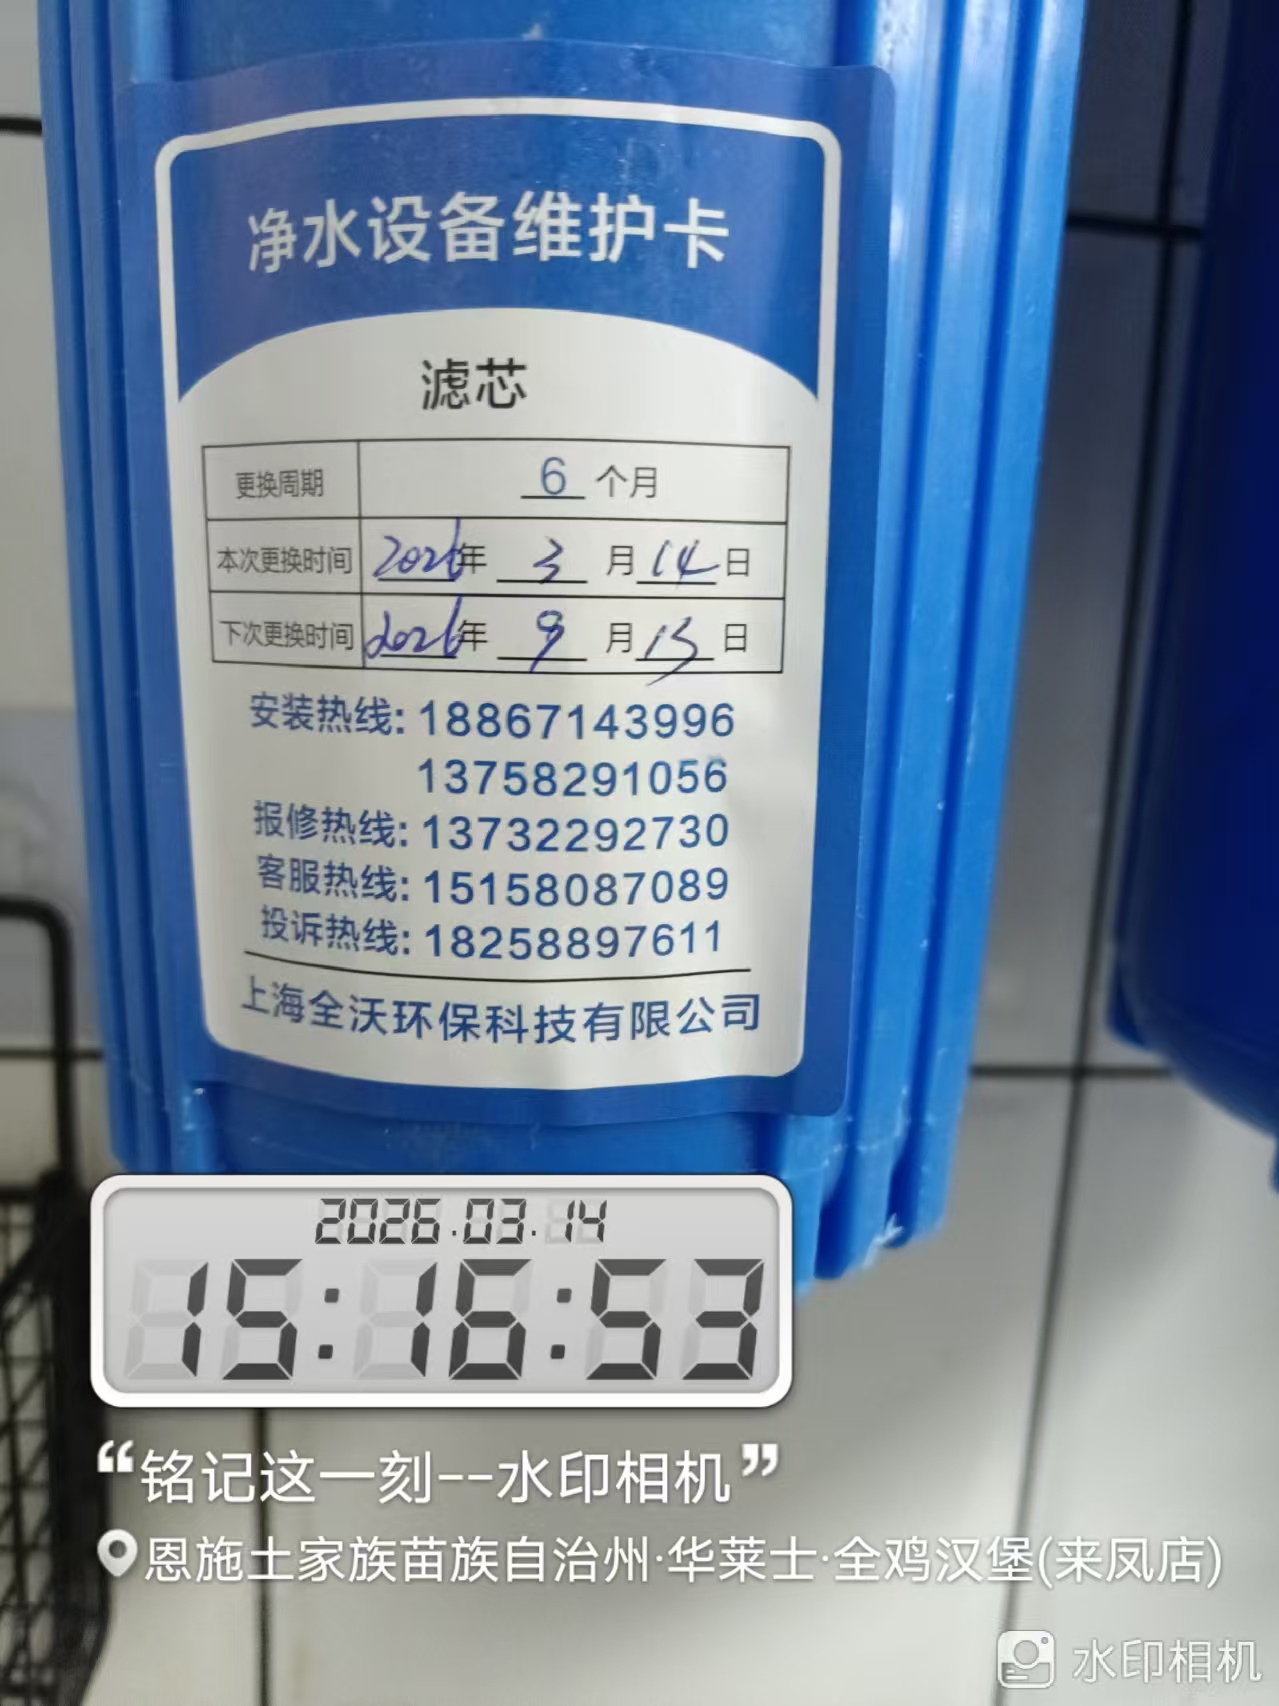 净水设备维护卡
滤芯
更换周期 6 个月
本次更换时间 2026年 3 月 14 日
下次更换时间 2026年 9 月 13 日
安装热线: 18867143996
13758291056
报修热线: 13732292730
客服热线: 15158087089
投诉热线: 18258897611
上海全沃环保科技有限公司
2026.03.14
15:16:53
“铭记这一刻--水印相机”
恩施土家族苗族自治州·华莱士·全鸡汉堡(来凤店)
水印相机